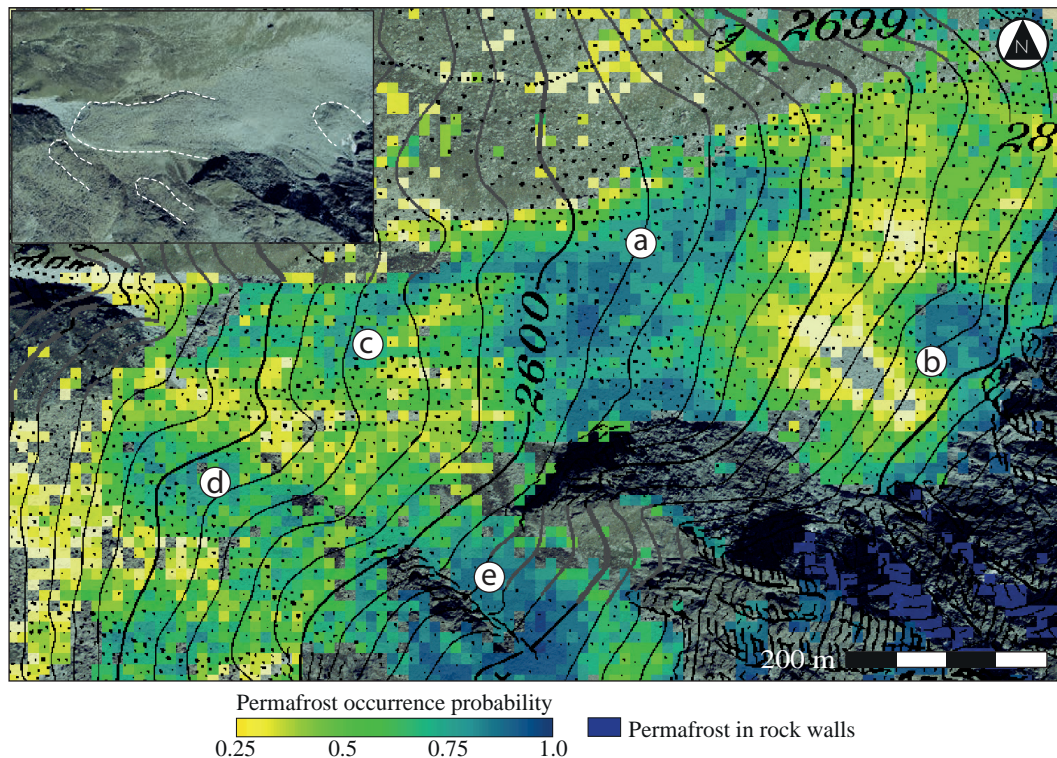 2699
N
28
a
2600
b
c
d
e
200 m
Permafrost occurrence probability
0.25 0.5 0.75 1.0
Permafrost in rock walls